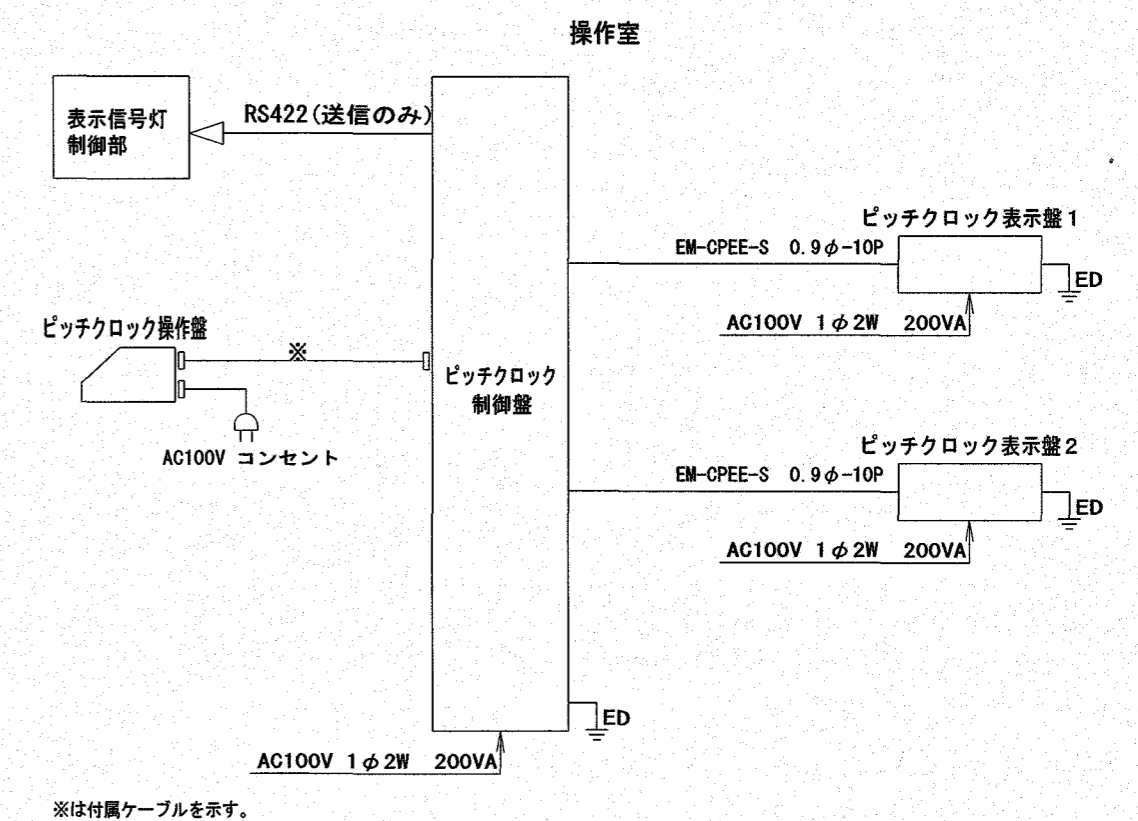 操作室
表示信号灯
制御部
RS422(送信のみ)
ピッチクロック表示盤1
EM-CPEE-S 0.9φ-10P
ED
AC100V 1φ2W 200VA
ピッチクロック操作盤
※
ピッチクロック
制御盤
AC100V コンセント
ピッチクロック表示盤2
EM-CPEE-S 0.9φ-10P
ED
AC100V 1φ2W 200VA
ED
AC100V 1φ2W 200VA
※は付属ケーブルを示す。